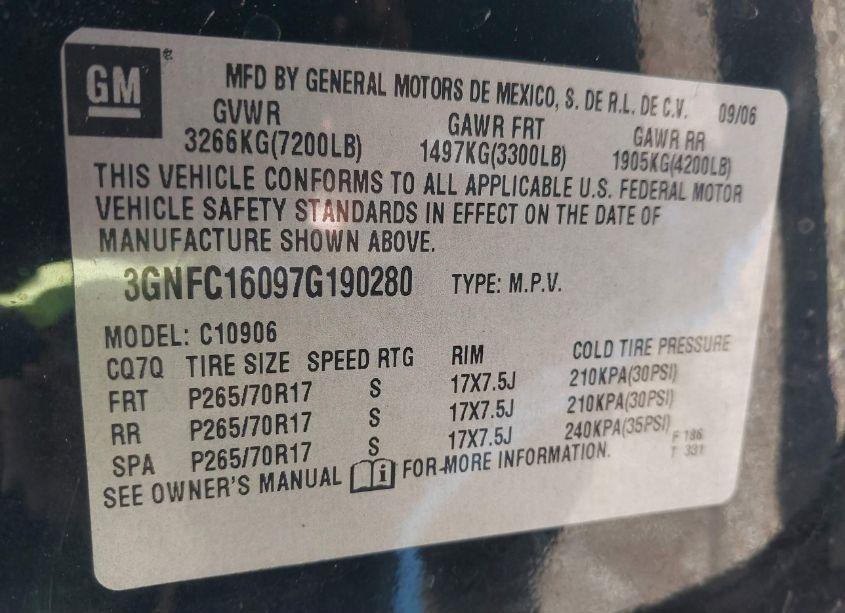 GM
MFD BY GENERAL MOTORS DE MEXICO, S. DE R.L. DE C.V. 09/06
GVWR GAWR FRT GAWR RR
3266KG(7200LB) 1497KG(3300LB) 1905KG(4200LB)
THIS VEHICLE CONFORMS TO ALL APPLICABLE U.S. FEDERAL MOTOR
VEHICLE SAFETY STANDARDS IN EFFECT ON THE DATE OF
MANUFACTURE SHOWN ABOVE.
3GNFC16097G190280 TYPE: M.P.V.
MODEL: C10906
CQ7Q TIRE SIZE SPEED RTG RIM COLD TIRE PRESSURE
FRT P265/70R17 S 17X7.5J 210KPA(30PSI)
RR P265/70R17 S 17X7.5J 210KPA(30PSI)
SPA P265/70R17 S 17X7.5J 240KPA(35PSI)
F 186
T 331
SEE OWNER'S MANUAL i FOR MORE INFORMATION.